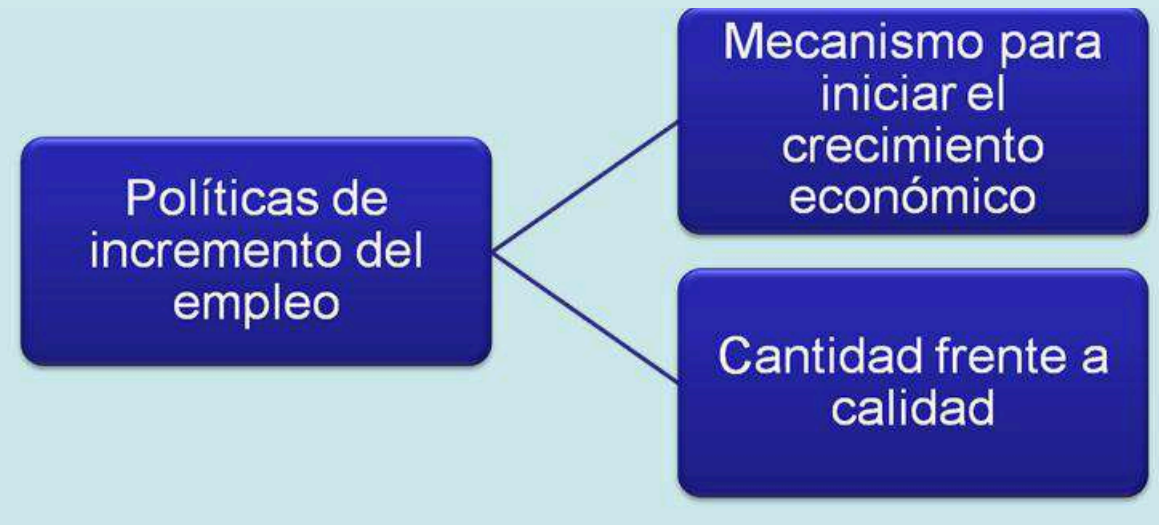 Políticas de
incremento del
empleo
Mecanismo para
iniciar el
crecimiento
económico
Cantidad frente a
calidad